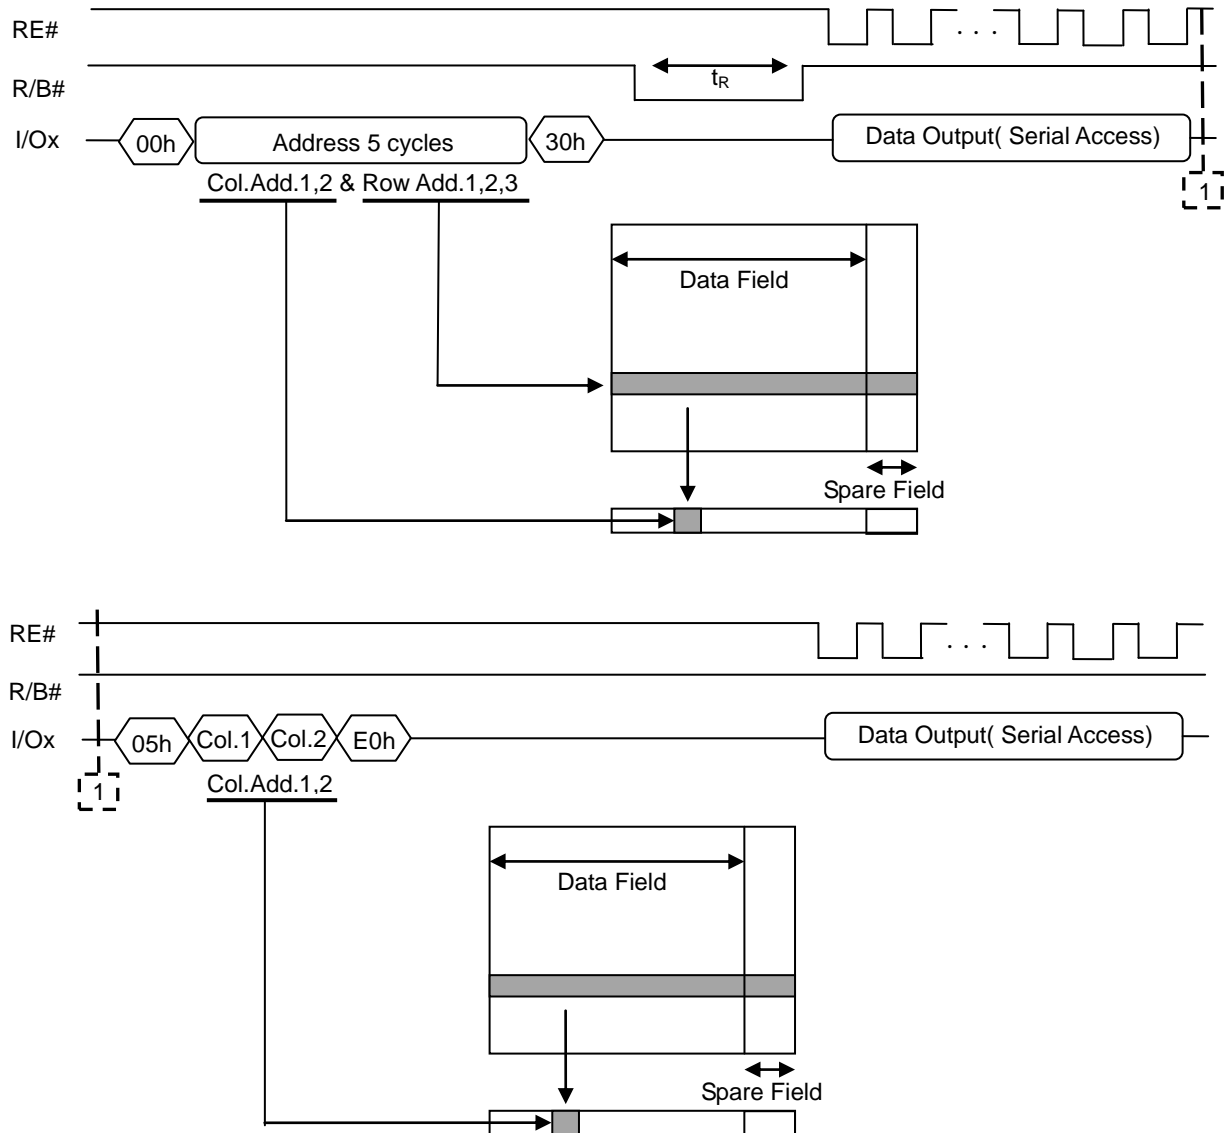 RE#
R/B#
tR
I/Ox
00h
Address 5 cycles
30h
Data Output( Serial Access)
Col.Add.1,2 & Row Add.1,2,3
1
Data Field
Spare Field
RE#
. . .
R/B#
I/Ox
05h
Col.1
Col.2
E0h
Data Output( Serial Access)
1
Col.Add.1,2
Data Field
Spare Field